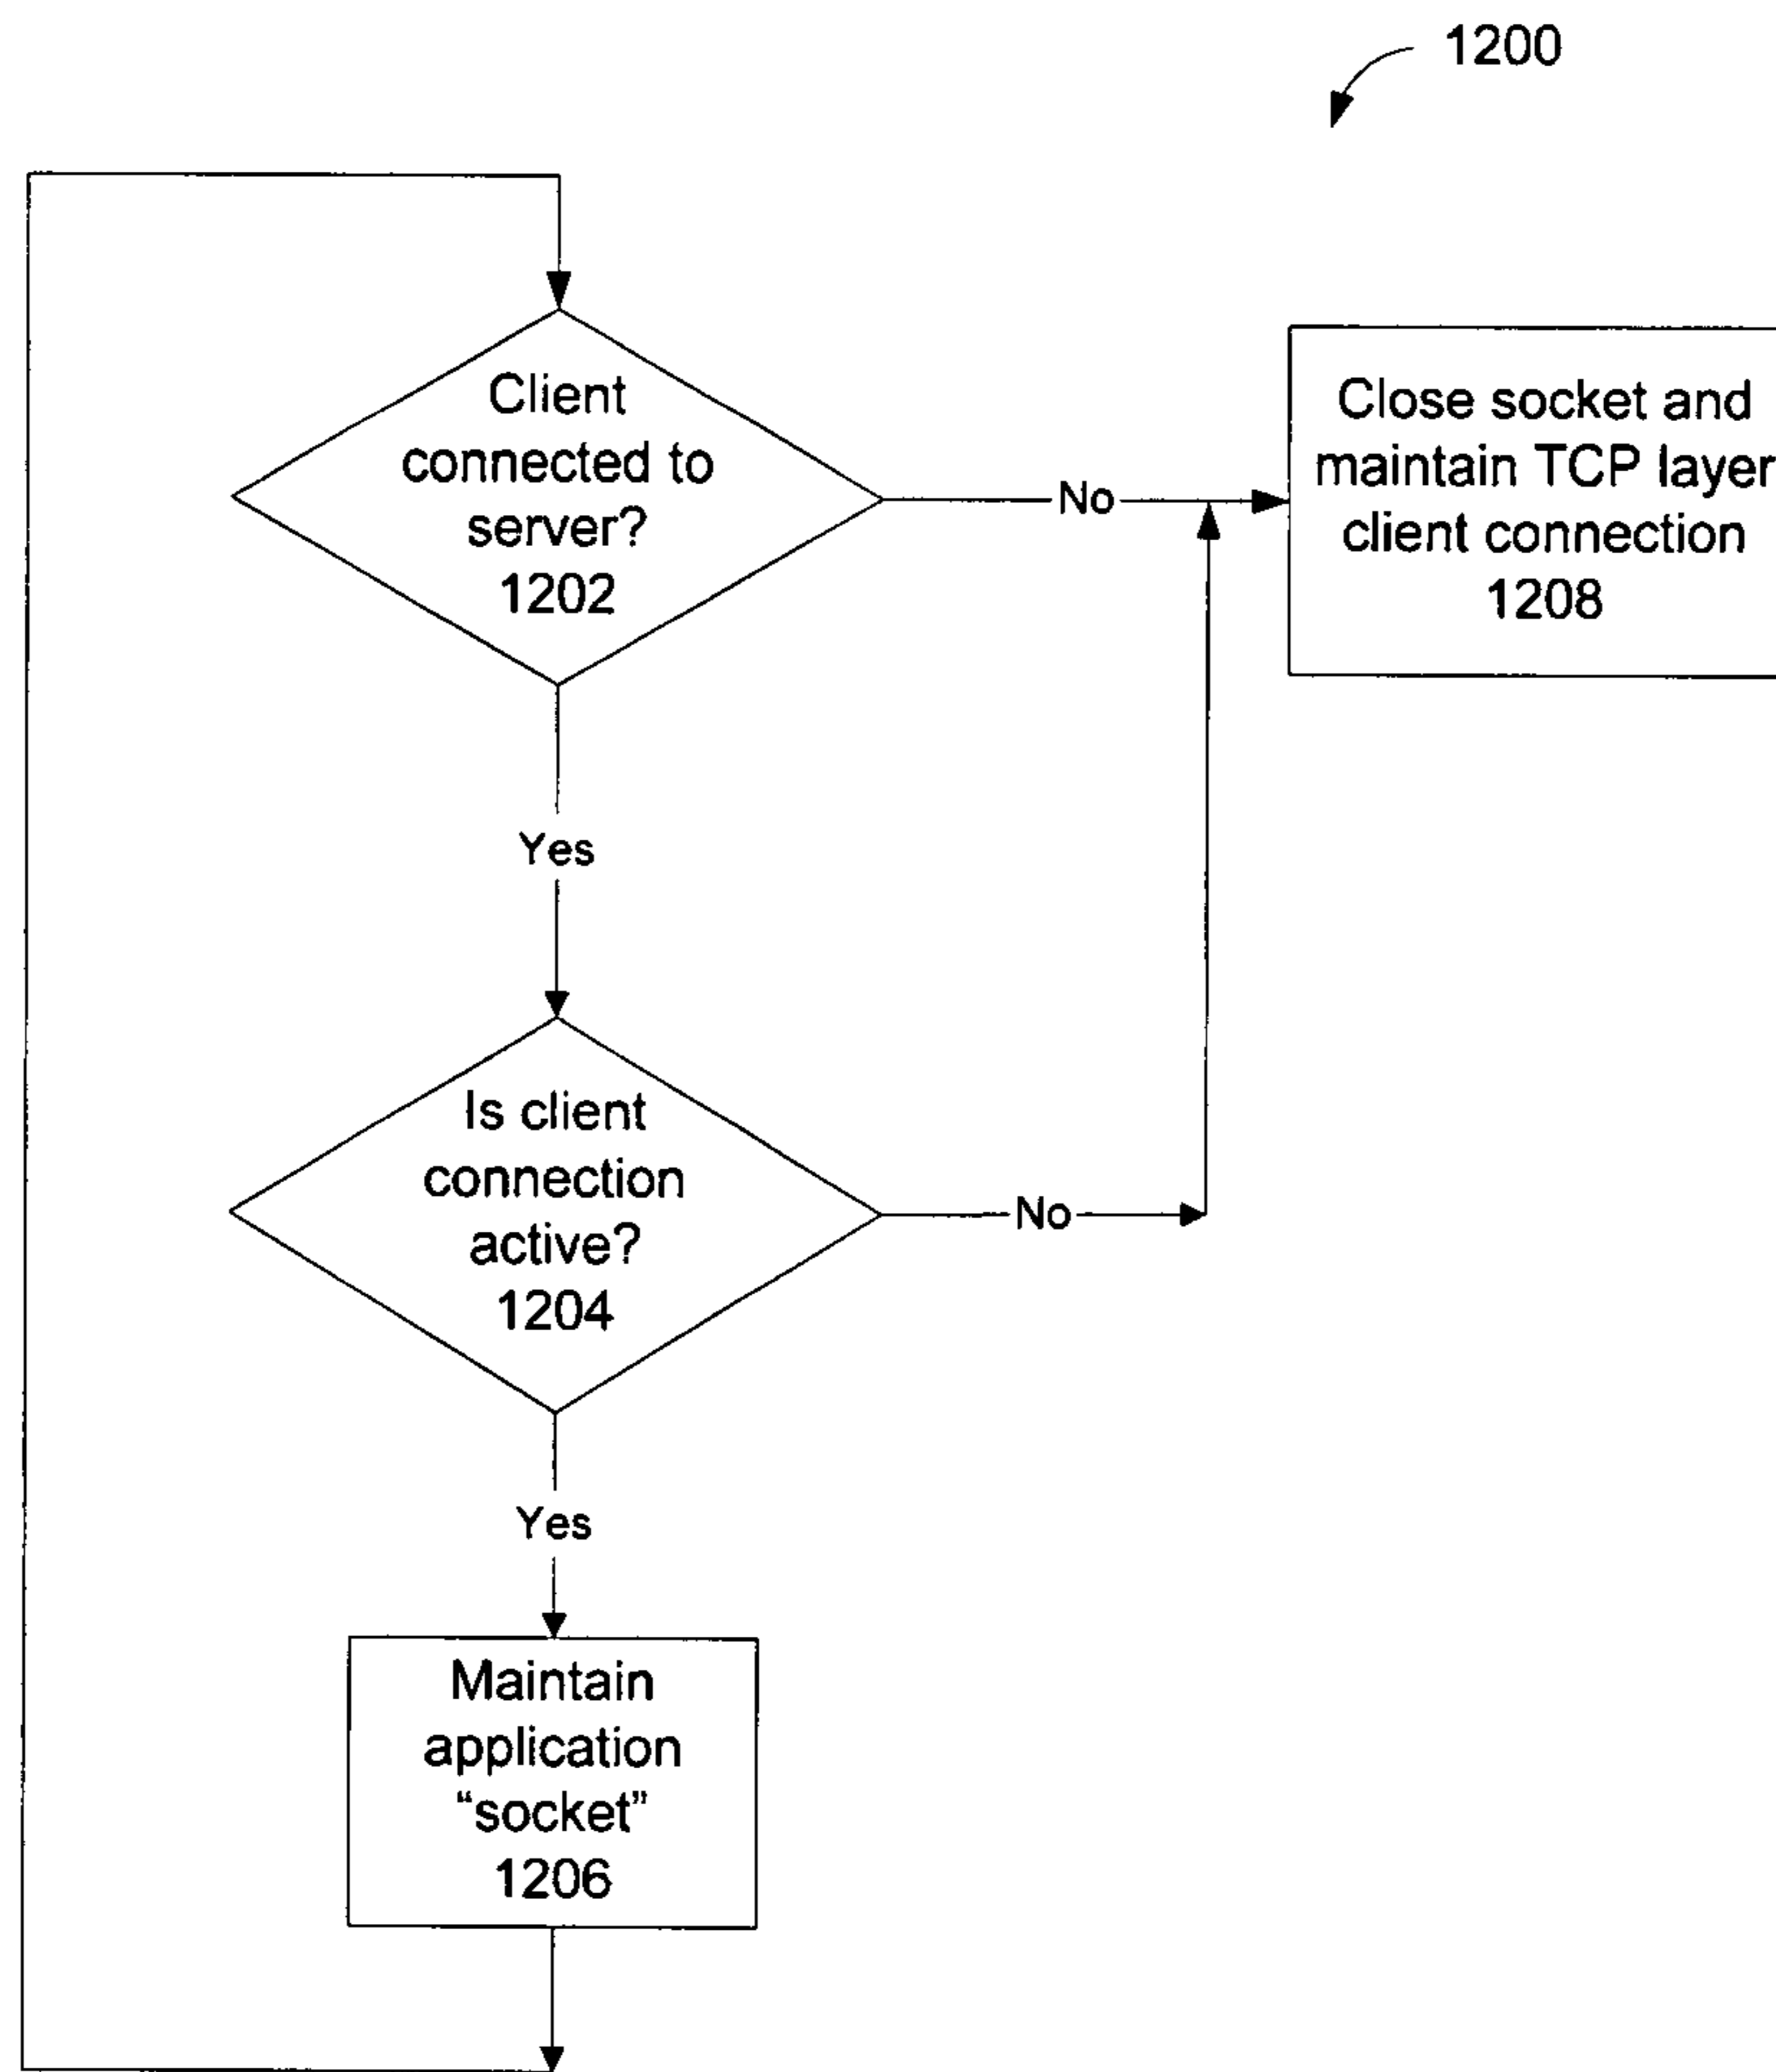 1200
Client
connected to
server?
1202
No
Close socket and
maintain TCP layer
client connection
1208
Yes
Is client
connection
active?
1204
No
Yes
Maintain
application
“socket”
1206